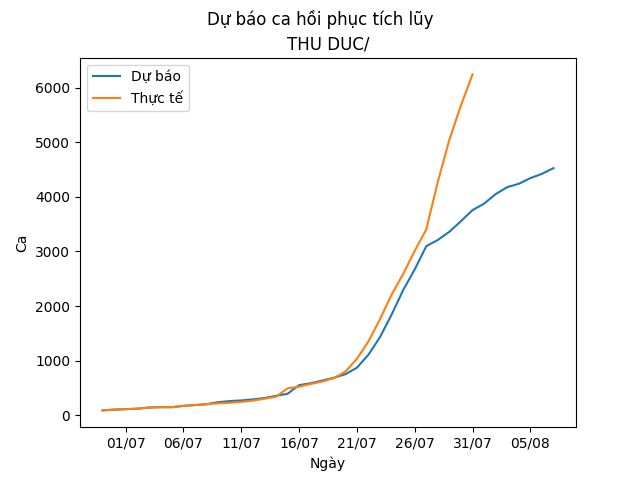 Dự báo ca hồi phục tích lũy
THU DUC/
Dự báo
Thực tế
Ca
6000
5000
4000
3000
2000
1000
0
01/07 06/07 11/07 16/07 21/07 26/07 31/07 05/08
Ngày